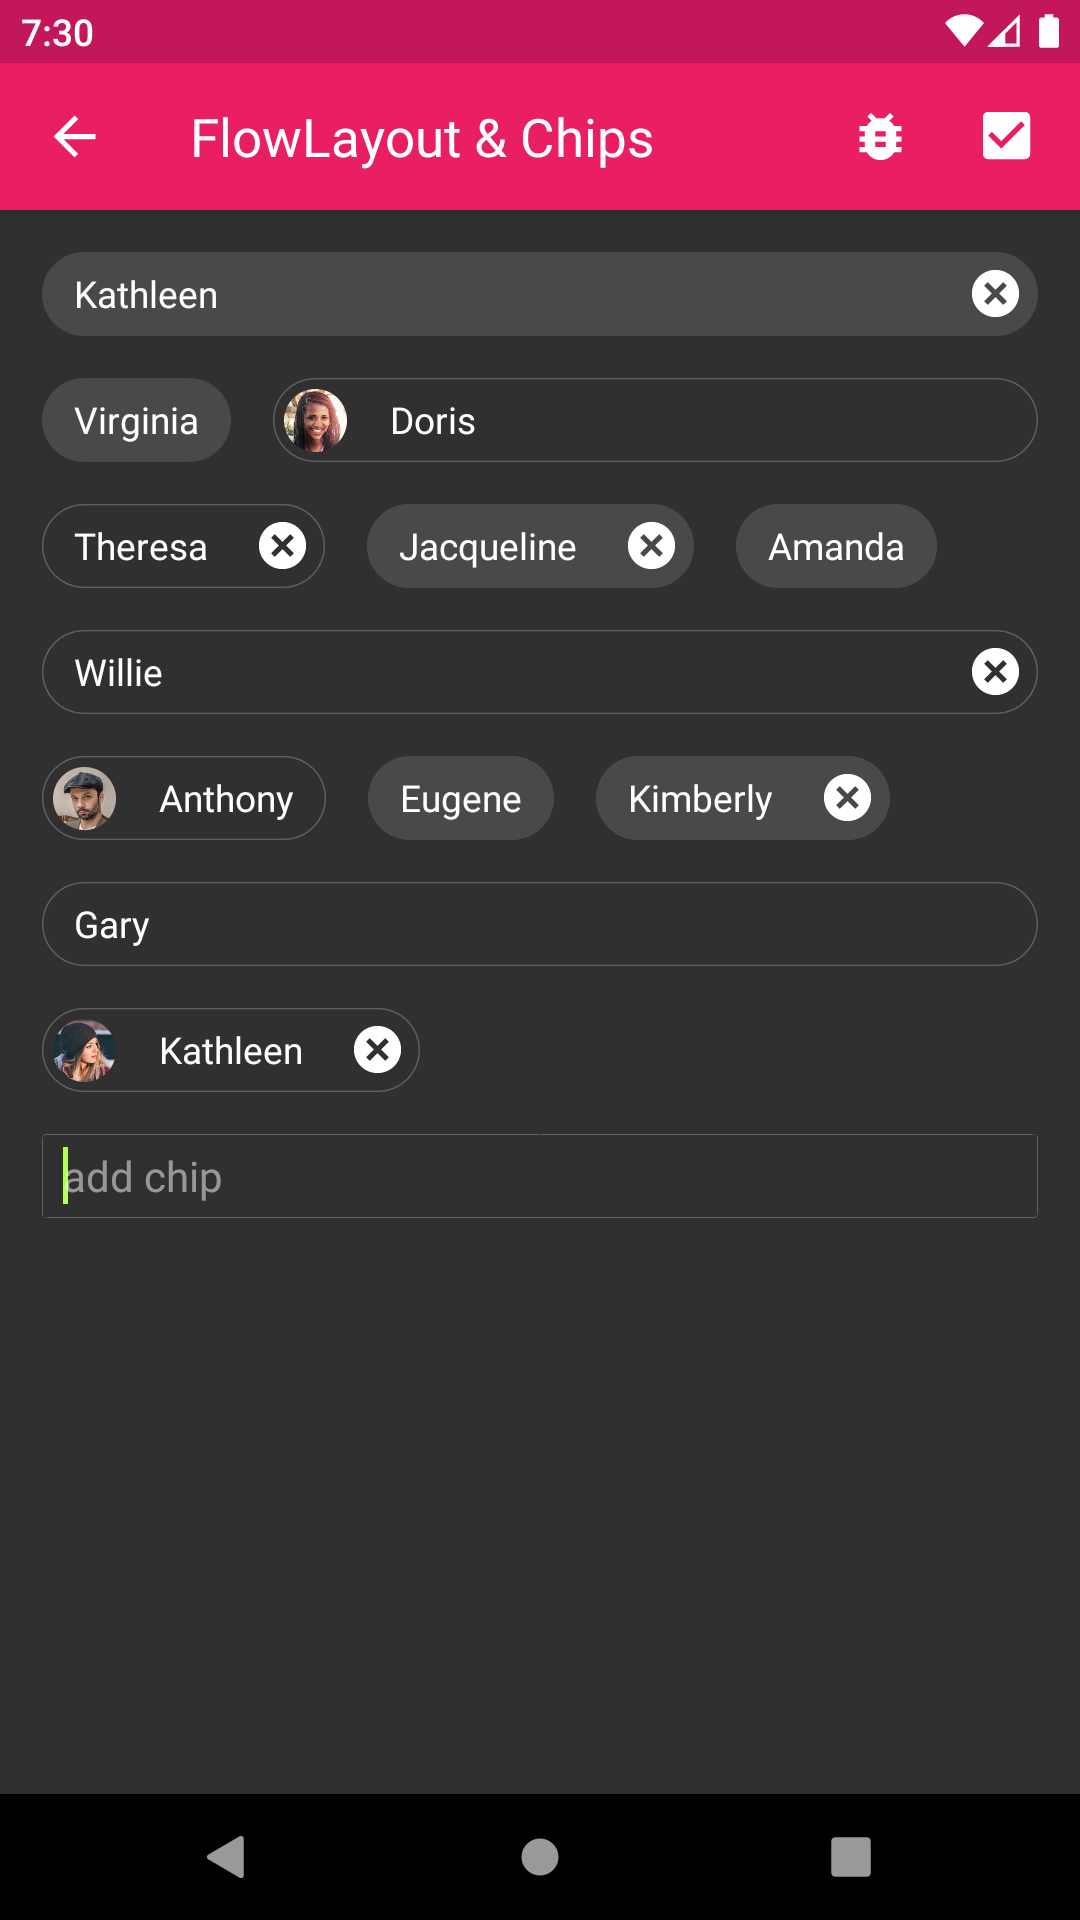 7:30
FlowLayout & Chips
Kathleen
Virginia Doris
Theresa Jacqueline Amanda
Willie
Anthony Eugene Kimberly
Gary
Kathleen
add chip